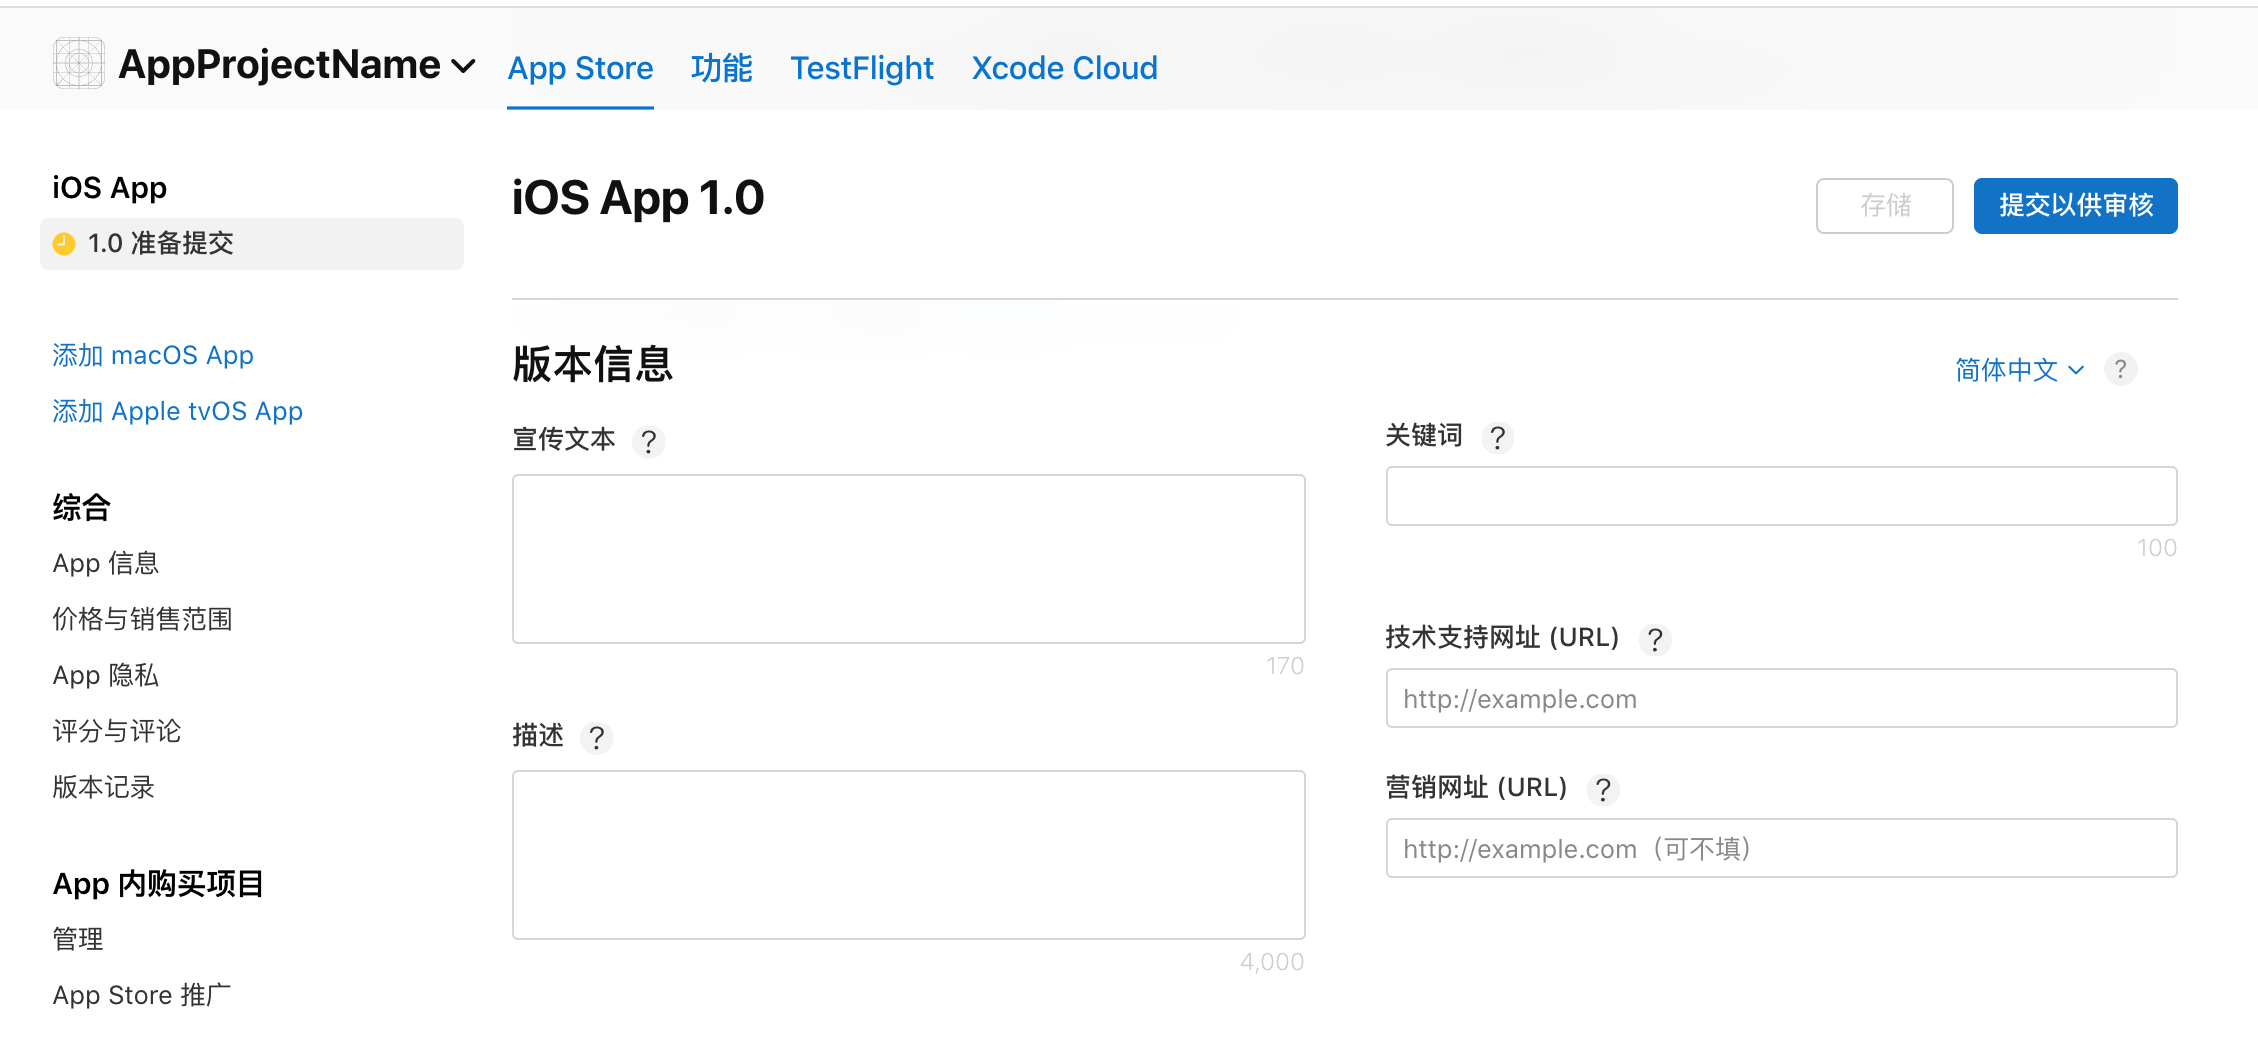 AppProjectName
App Store
功能
TestFlight
Xcode Cloud
iOS App
1.0 准备提交
添加 macOS App
添加 Apple tvOS App
综合
App 信息
价格与销售范围
App 隐私
评分与评论
版本记录
App 内购买项目
管理
App Store 推广
iOS App 1.0
存储
提交以供审核
版本信息
简体中文
?
宣传文本 ?
170
描述 ?
4,000
关键词 ?
100
技术支持网址 (URL) ?
http://example.com
营销网址 (URL) ?
http://example.com（可不填）